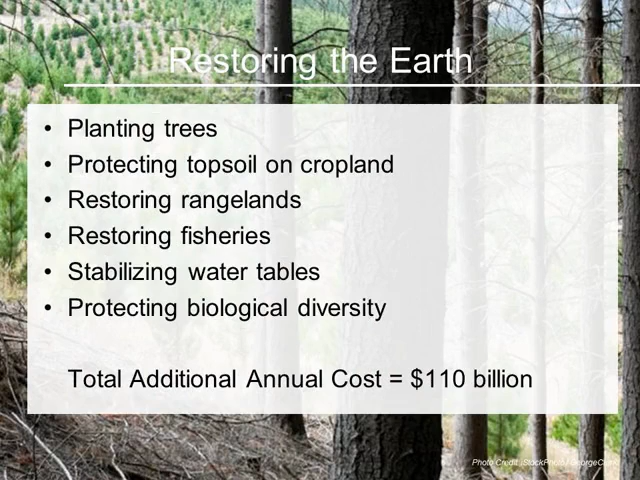 Restoring the Earth
• Planting trees
• Protecting topsoil on cropland
• Restoring rangelands
• Restoring fisheries
• Stabilizing water tables
• Protecting biological diversity
Total Additional Annual Cost = $110 billion
Photo Credit: iStockPhoto /